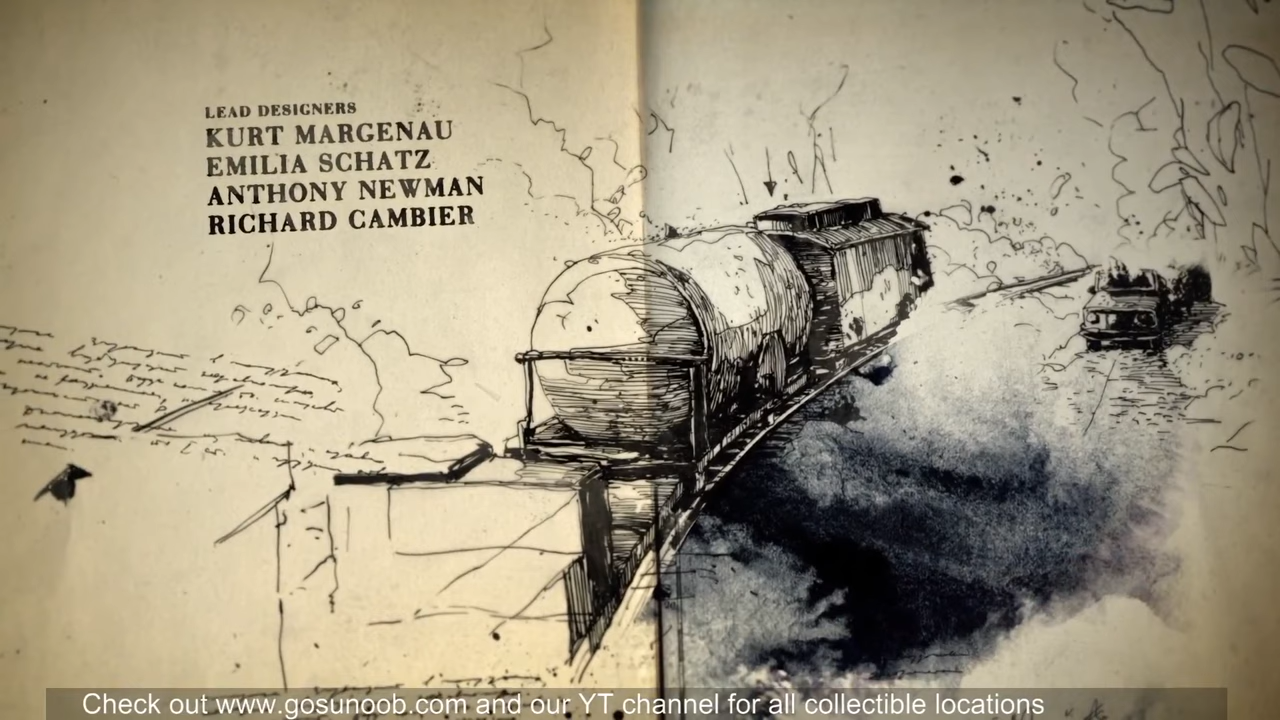 LEAD DESIGNERS
KURT MARGENAU
EMILIA SCHATZ
ANTHONY NEWMAN
RICHARD CAMBIER
Check out www.gosunoob.com and our YT channel for all collectible locations